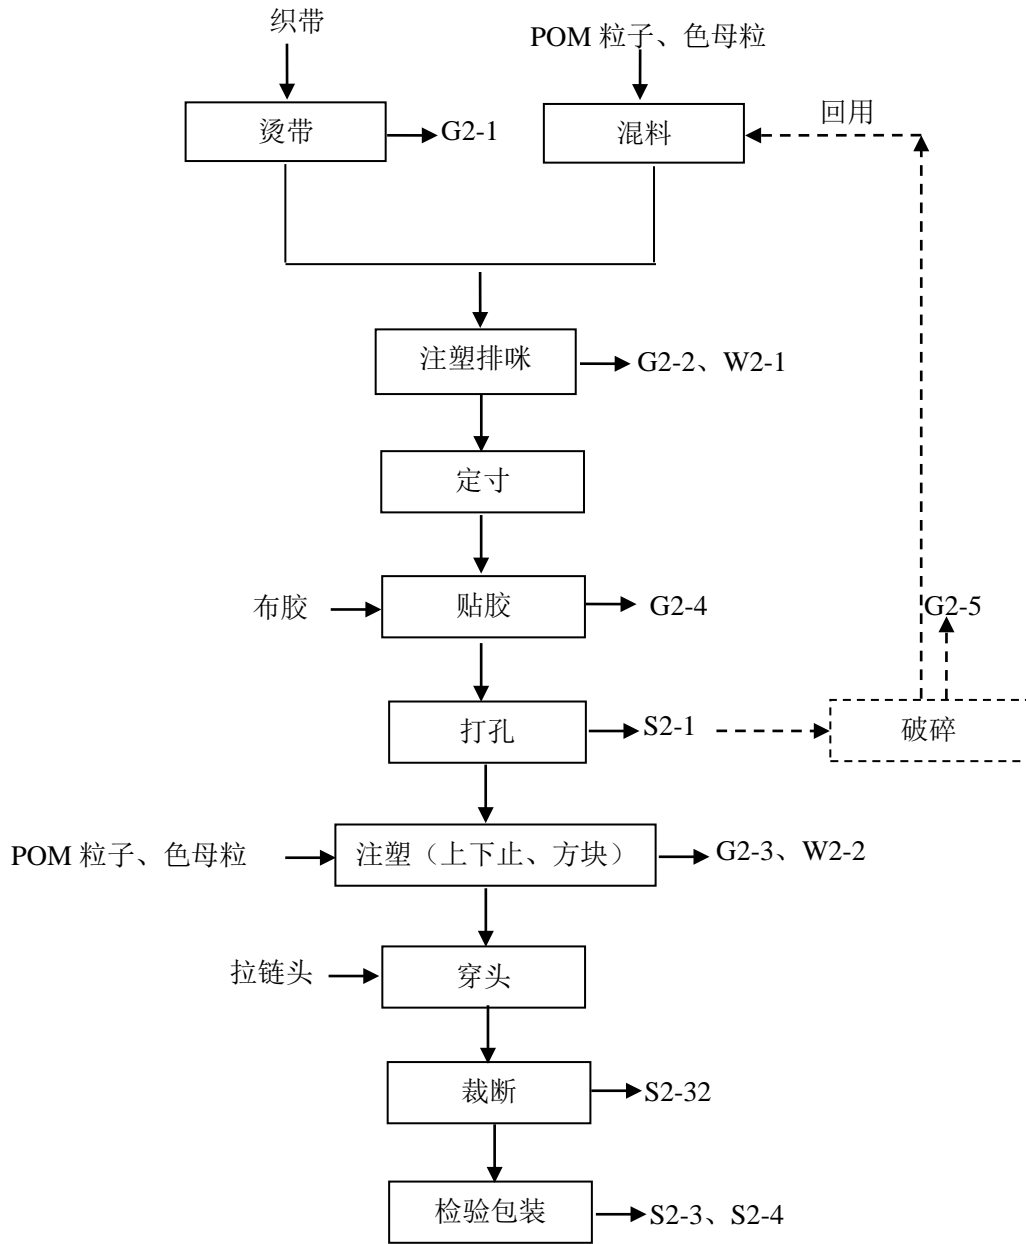 织带
POM 粒子、色母粒
烫带
G2-1
混料
回用
注塑排咪
G2-2、W2-1
定寸
布胶
贴胶
G2-4
G2-5
打孔
S2-1
破碎
POM 粒子、色母粒
注塑（上下止、方块）
G2-3、W2-2
拉链头
穿头
裁断
S2-32
检验包装
S2-3、S2-4